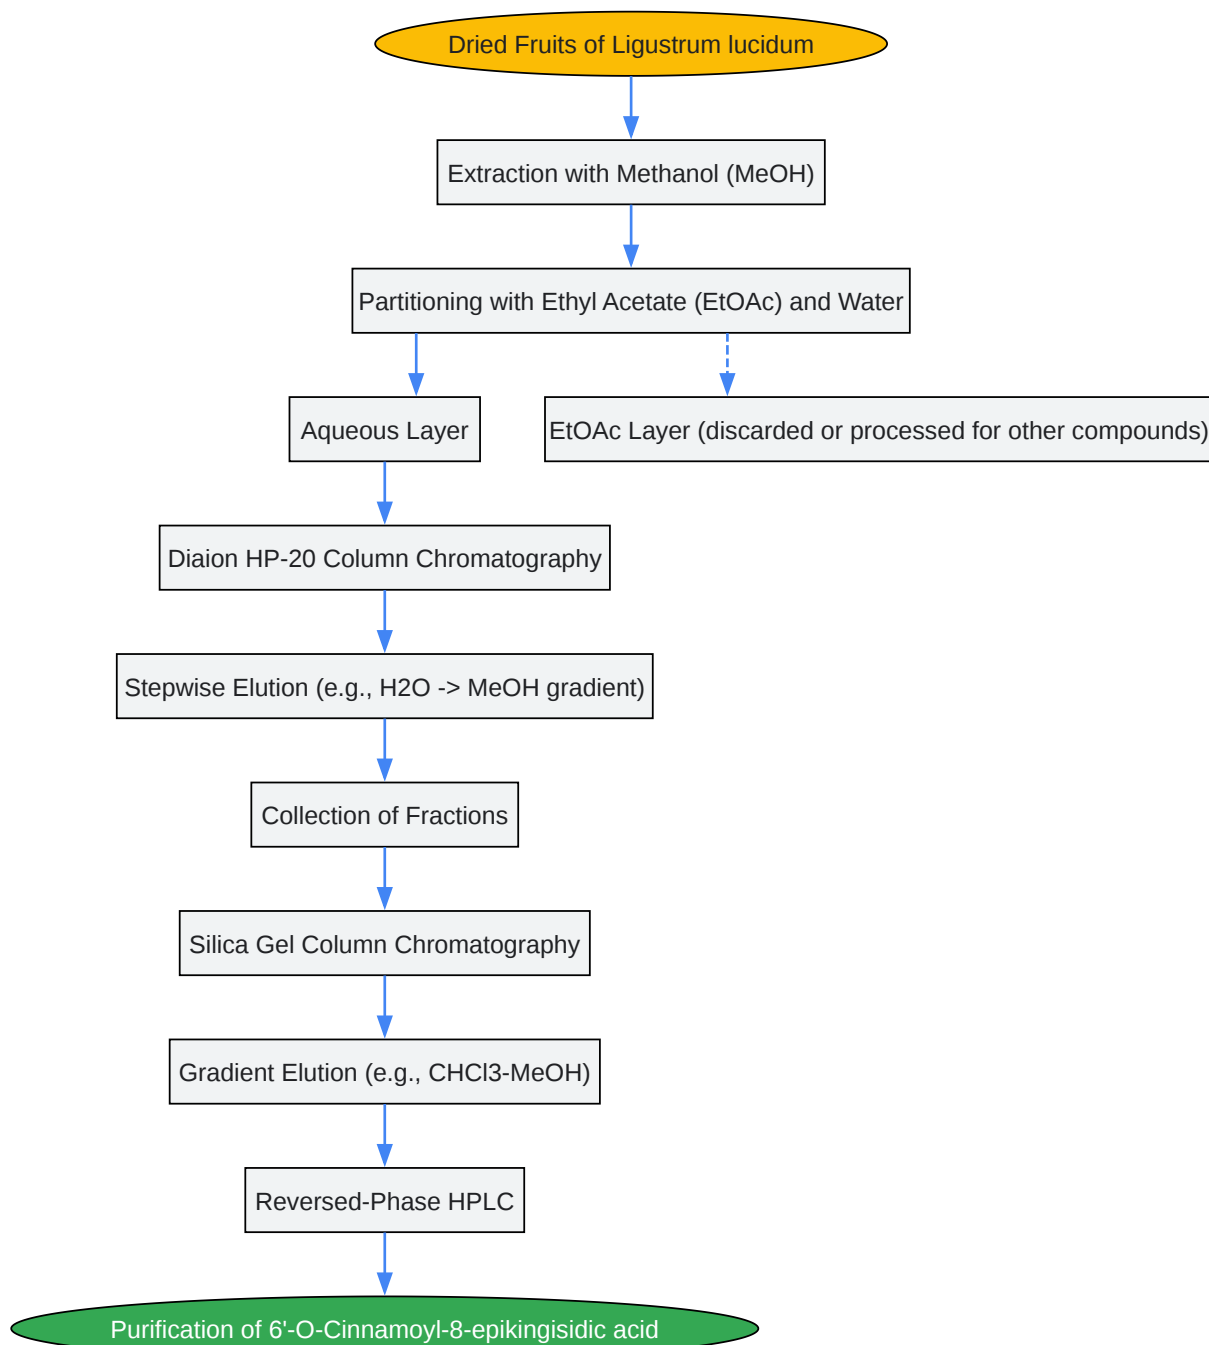 Dried Fruits of Ligustrum lucidum
Extraction with Methanol (MeOH)
Partitioning with Ethyl Acetate (EtOAc) and Water
Aqueous Layer
EtOAc Layer (discarded or processed for other compounds)
Diaion HP-20 Column Chromatography
Stepwise Elution (e.g., H2O -> MeOH gradient)
Collection of Fractions
Silica Gel Column Chromatography
Gradient Elution (e.g., CHCl3-MeOH)
Reversed-Phase HPLC
Purification of 6'-O-Cinnamoyl-8-epikingisidic acid